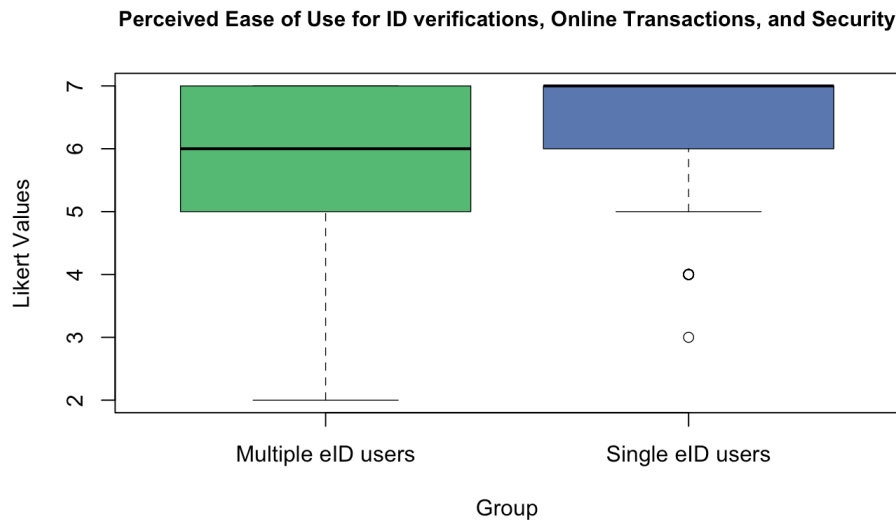 Perceived Ease of Use for ID verifications, Online Transactions, and Security
7
6
5
4
3
2
Likert Values
Multiple eID users
Single eID users
Group